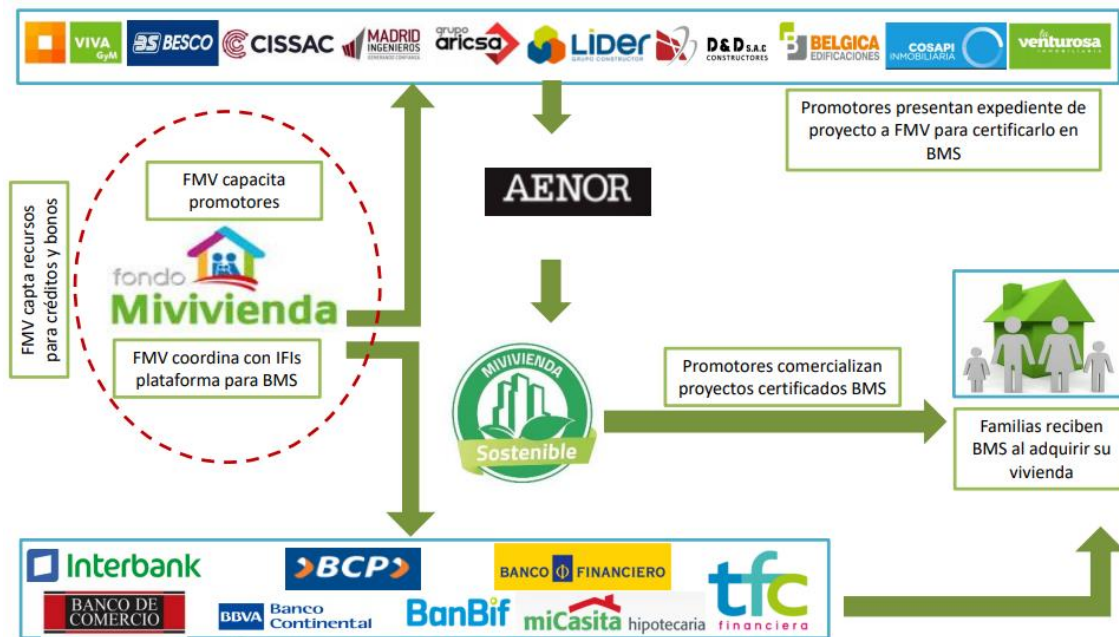 VIVA
GyM
BS BESCO
CISSAC
MADRID
INGENIEROS
GENERANDO CONFIANZA
grupo
aricsa
LIDER
GRUPO CONSTRUCTOR
D&D S.A.C
CONSTRUCTORES
B
BELGICA
EDIFICACIONES
COSAPI
INMOBILIARIA
la
venturosa
INMOBILIARIA
Promotores presentan expediente de
proyecto a FMV para certificarlo en
BMS
AENOR
FMV capta recursos
para créditos y bonos
FMV capacita
promotores
fondo
Mivivienda
FMV coordina con IFIs
plataforma para BMS
MIVIVIENDA
Sostenible
Promotores comercializan
proyectos certificados BMS
Familias reciben
BMS al adquirir su
vivienda
Interbank
BCP
BANCO FINANCIERO
tfc
financiera
BANCO DE
COMERCIO
BBVA Banco
Continental
BanBif
miCasita hipotecaria